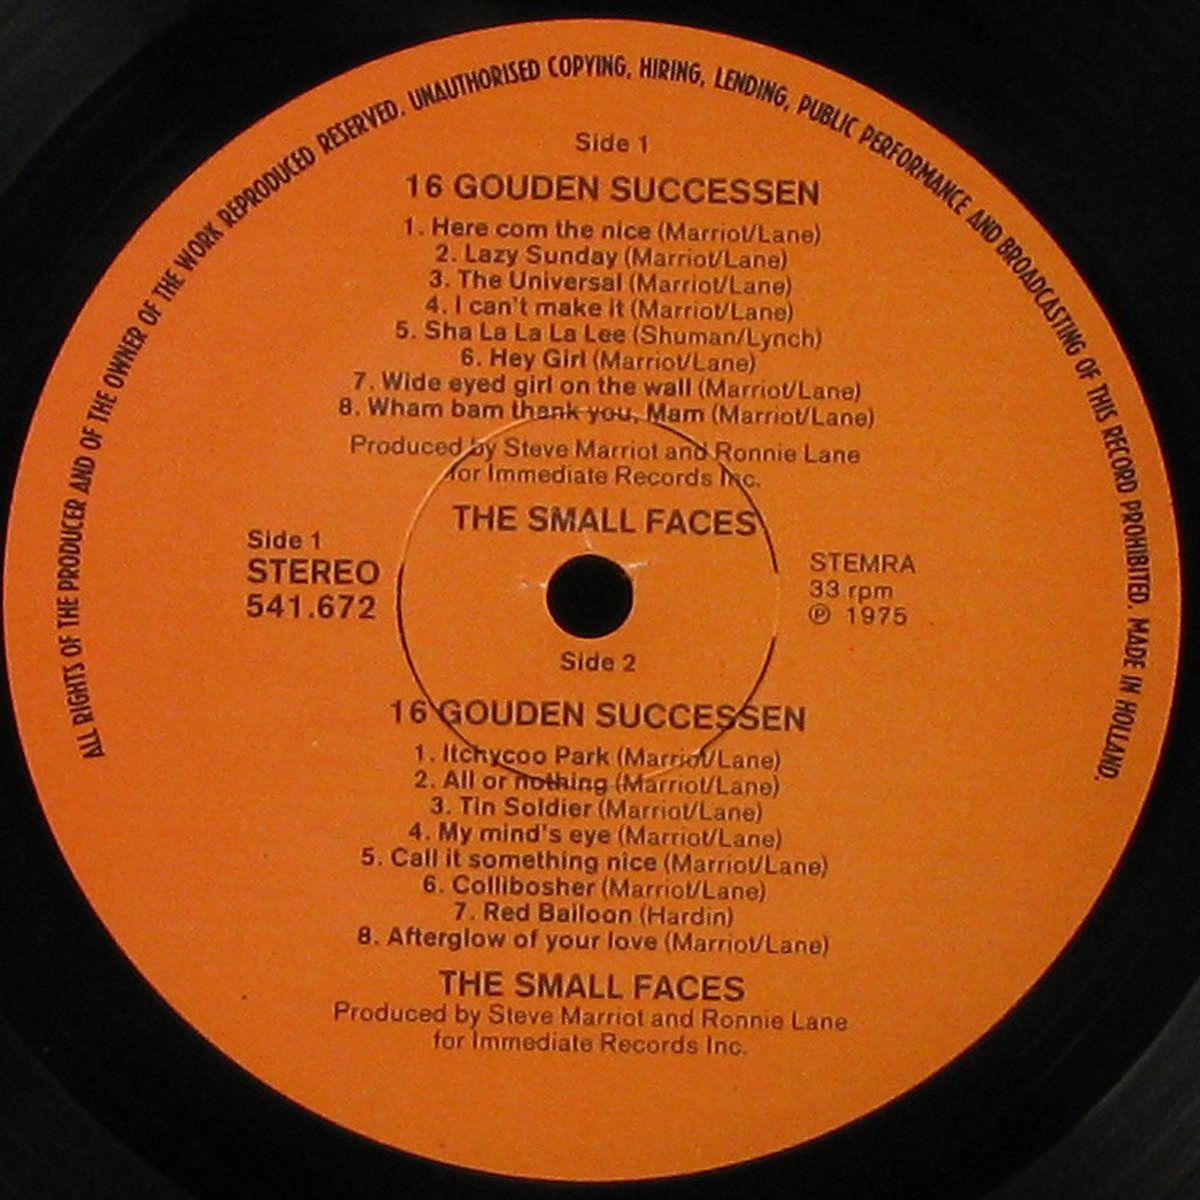 ALL RIGHTS OF THE PRODUCER AND OF THE OWNER OF THE WORK REPRODUCED RESERVED. UNAUTHORISED COPYING, HIRING, LENDING, PUBLIC PERFORMANCE AND BROADCASTING OF THIS RECORD PROHIBITED. MADE IN HOLLAND.
Side 1
16 GOUDEN SUCCESSEN
1. Here com the nice (Marriot/Lane)
2. Lazy Sunday (Marriot/Lane)
3. The Universal (Marriot/Lane)
4. I can't make it (Marriot/Lane)
5. Sha La La La Lee (Shuman/Lynch)
6. Hey Girl (Marriot/Lane)
7. Wide eyed girl on the wall (Marriot/Lane)
8. Wham bam thank you, Mam (Marriot/Lane)
Produced by Steve Marriot and Ronnie Lane
for Immediate Records Inc.
THE SMALL FACES
Side 1
STEREO
541.672
STEMRA
33 rpm
℗ 1975
Side 2
16 GOUDEN SUCCESSEN
1. Itchycoo Park (Marriot/Lane)
2. All or nothing (Marriot/Lane)
3. Tin Soldier (Marriot/Lane)
4. My mind's eye (Marriot/Lane)
5. Call it something nice (Marriot/Lane)
6. Collibosher (Marriot/Lane)
7. Red Balloon (Hardin)
8. Afterglow of your love (Marriot/Lane)
THE SMALL FACES
Produced by Steve Marriot and Ronnie Lane
for Immediate Records Inc.